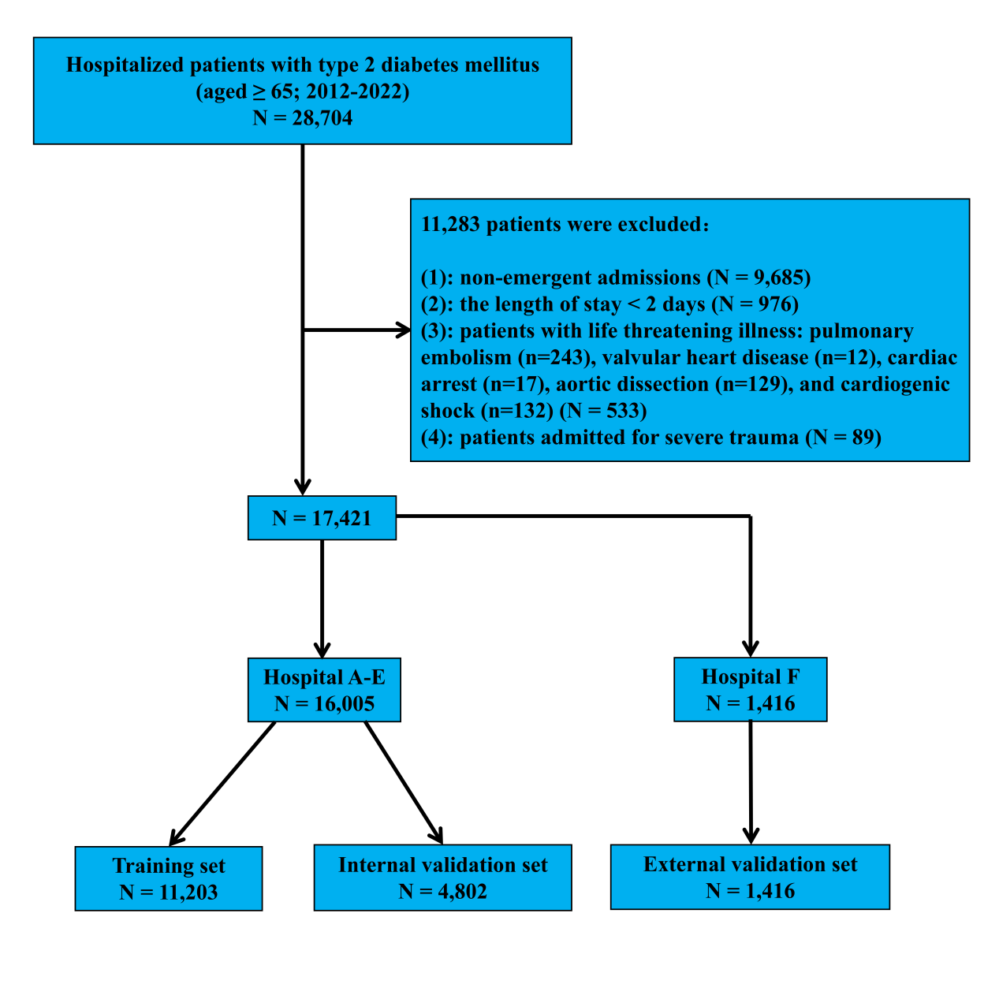 Hospitalized patients with type 2 diabetes mellitus
(aged ≥ 65; 2012-2022)
N = 28,704
11,283 patients were excluded：
(1): non-emergent admissions (N = 9,685)
(2): the length of stay < 2 days (N = 976)
(3): patients with life threatening illness: pulmonary
embolism (n=243), valvular heart disease (n=12), cardiac
arrest (n=17), aortic dissection (n=129), and cardiogenic
shock (n=132) (N = 533)
(4): patients admitted for severe trauma (N = 89)
N = 17,421
Hospital A-E
N = 16,005
Hospital F
N = 1,416
Training set
N = 11,203
Internal validation set
N = 4,802
External validation set
N = 1,416